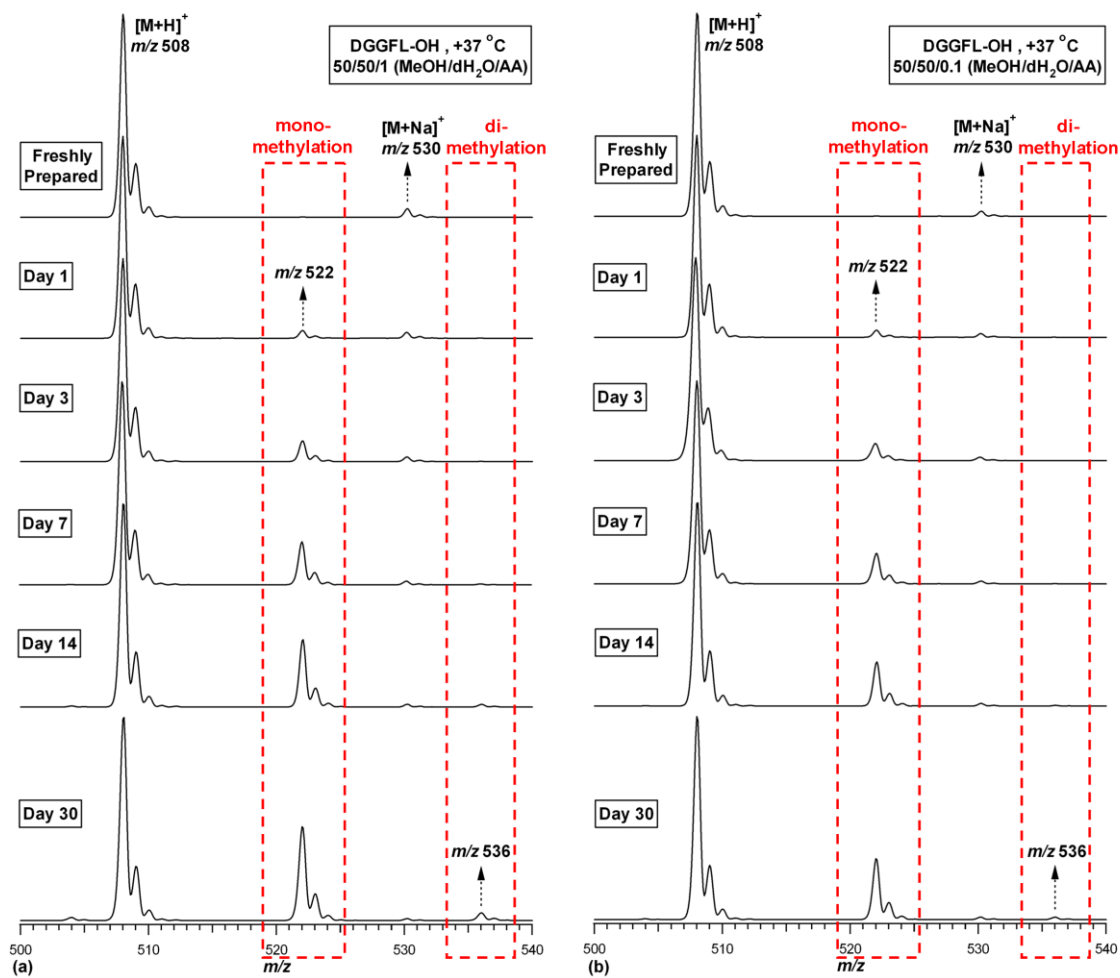 [M+H]+
m/z 508
DGGFL-OH , +37 °C
50/50/1 (MeOH/dH2O/AA)
mono-
methylation
[M+Na]+
m/z 530
di-
methylation
Freshly
Prepared
Day 1
m/z 522
Day 3
Day 7
Day 14
Day 30
m/z 536
500 510 520 530 540
m/z
(a)
[M+H]+
m/z 508
DGGFL-OH , +37 °C
50/50/0.1 (MeOH/dH2O/AA)
mono-
methylation
[M+Na]+
m/z 530
di-
methylation
Freshly
Prepared
Day 1
m/z 522
Day 3
Day 7
Day 14
Day 30
m/z 536
500 510 520 530 540
m/z
(b)